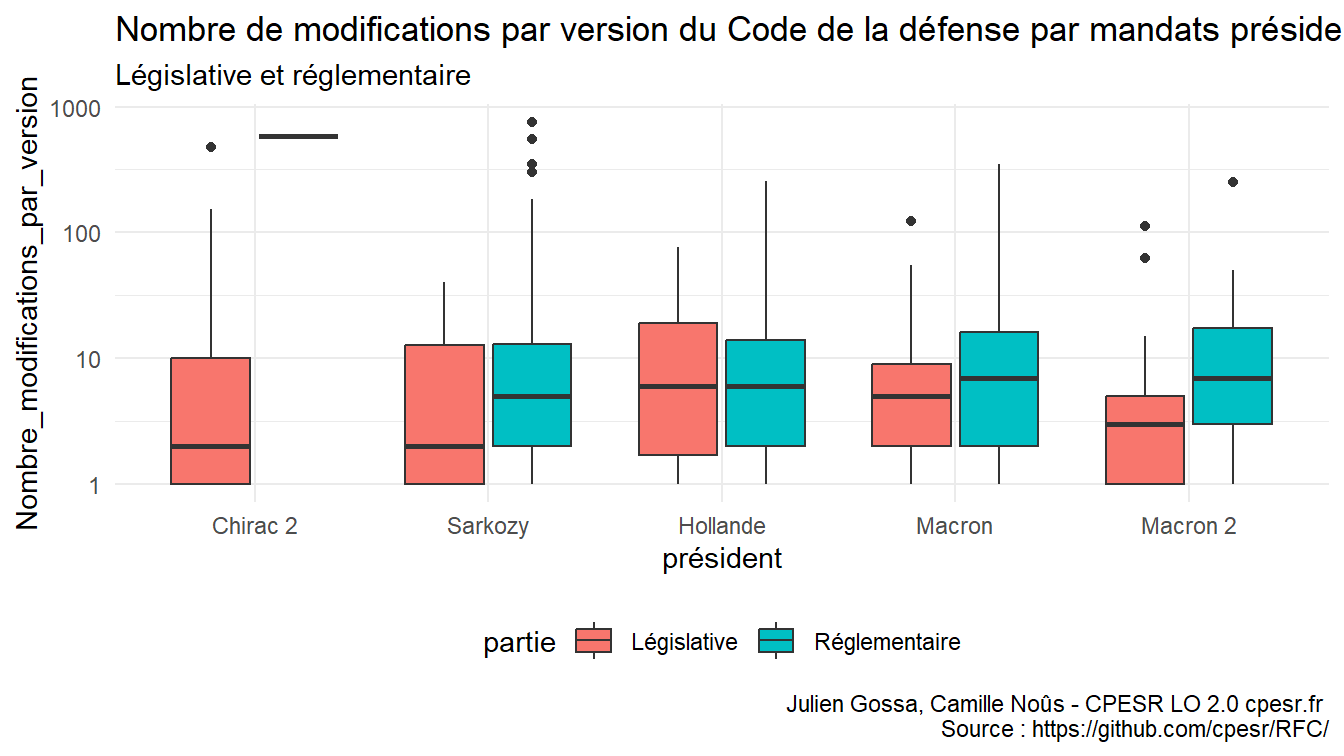 Nombre de modifications par version du Code de la défense par mandats préside
Législative et réglementaire
Nombre_modifications_par_version
1000
100
10
1
Chirac 2
Sarkozy
Hollande
Macron
Macron 2
président
partie
Législative
Réglementaire
Julien Gossa, Camille Noûs - CPESR LO 2.0 cpesr.fr
Source : https://github.com/cpesr/RFC/